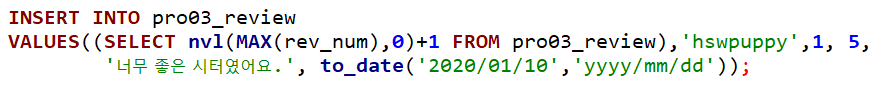 INSERT INTO pro03_review
VALUES((SELECT nvl(MAX(rev_num),0)+1 FROM pro03_review),'hswpuppy',1, 5,
'너무 좋은 시터였어요.', to_date('2020/01/10','yyyy/mm/dd'));